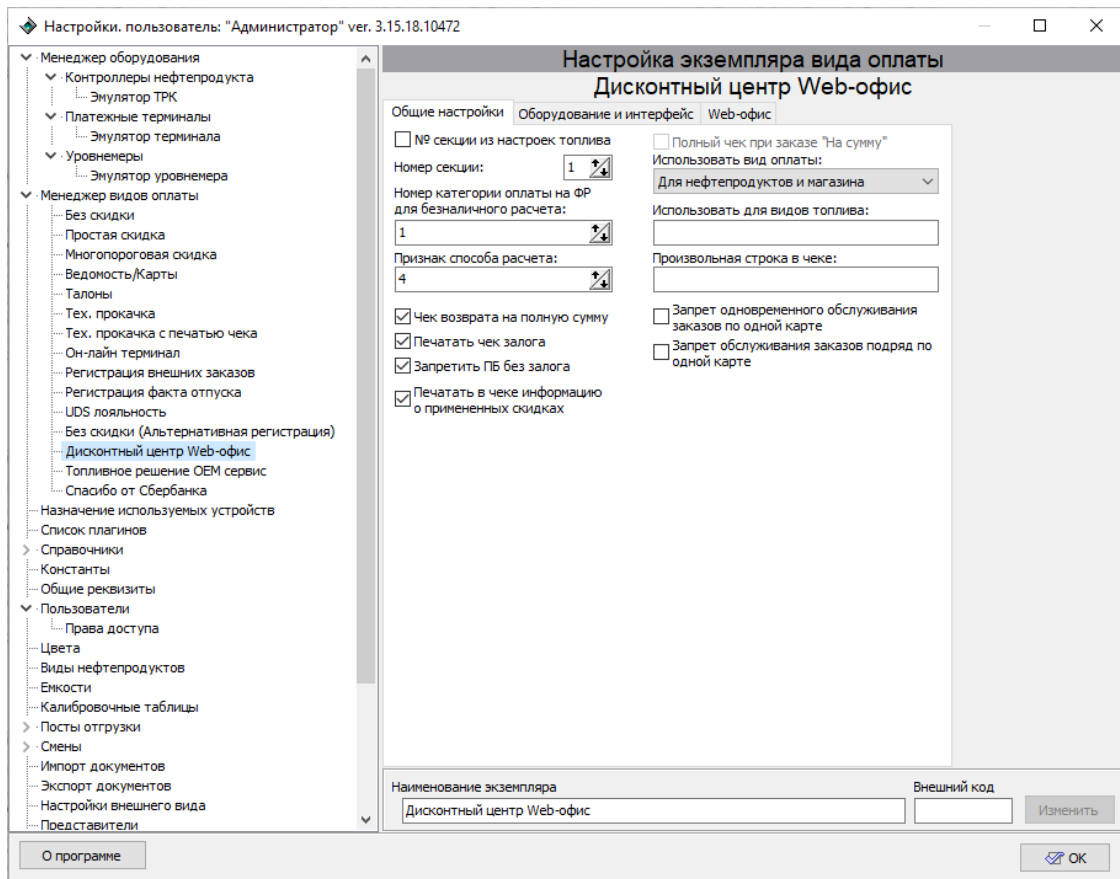 Настройки. пользователь: "Администратор" ver. 3.15.18.10472
Менеджер оборудования
Контроллеры нефтепродукта
Эмулятор ТРК
Платежные терминалы
Эмулятор терминала
Уровнемеры
Эмулятор уровнемера
Менеджер видов оплаты
Без скидки
Простая скидка
Многопороговая скидка
Ведомость/Карты
Талоны
Тех. прокачка
Тех. прокачка с печатью чека
Он-лайн терминал
Регистрация внешних заказов
Регистрация факта отпуска
UDS лояльность
Без скидки (Альтернативная регистрация)
Дисконтный центр Web-офис
Топливное решение ОЕМ сервис
Спасибо от Сбербанка
Назначение используемых устройств
Список плагинов
Справочники
Константы
Общие реквизиты
Пользователи
Права доступа
Цвета
Виды нефтепродуктов
Емкости
Калибровочные таблицы
Посты отгрузки
Смены
Импорт документов
Экспорт документов
Настройки внешнего вида
Представители
Настройка экземпляра вида оплаты
Дисконтный центр Web-офис
Общие настройки Оборудование и интерфейс Web-офис
№ секции из настроек топлива
Номер секции: 1
Номер категории оплаты на ФР
для безналичного расчета:
1
Признак способа расчета:
4
Чек возврата на полную сумму
Печатать чек залога
Запретить ПБ без залога
Печатать в чеке информацию
о примененных скидках
Полный чек при заказе "На сумму"
Использовать вид оплаты:
Для нефтепродуктов и магазина
Использовать для видов топлива:
Произвольная строка в чеке:
Запрет одновременного обслуживания
заказов по одной карте
Запрет обслуживания заказов подряд по
одной карте
Наименование экземпляра Внешний код
Дисконтный центр Web-офис Изменить
О программе OK